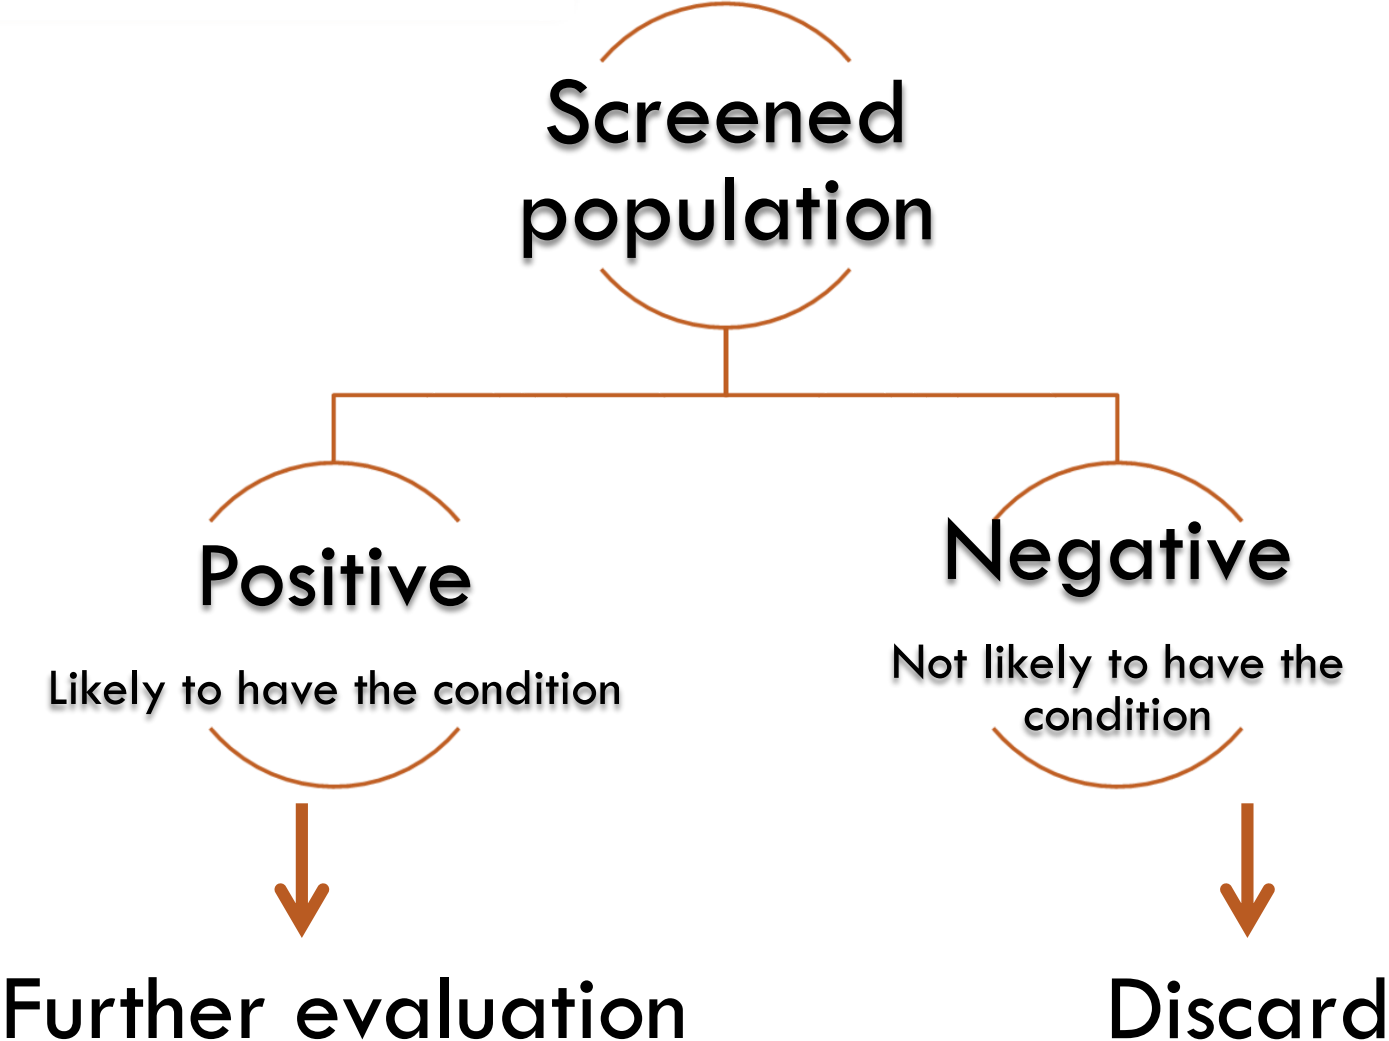 Screened
population
Positive
Likely to have the condition
Negative
Not likely to have the
condition
Further evaluation
Discard